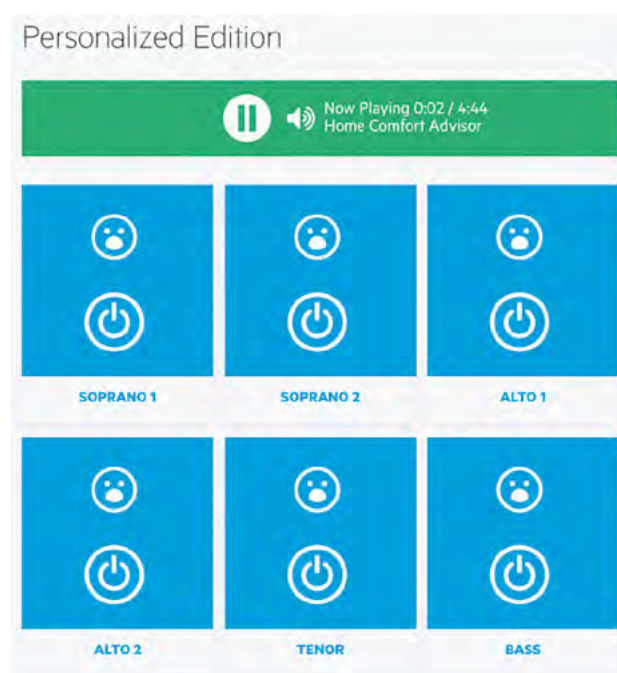 Personalized Edition
Now Playing 0:02 / 4:44
Home Comfort Advisor
SOPRANO 1
SOPRANO 2
ALTO 1
ALTO 2
TENOR
BASS